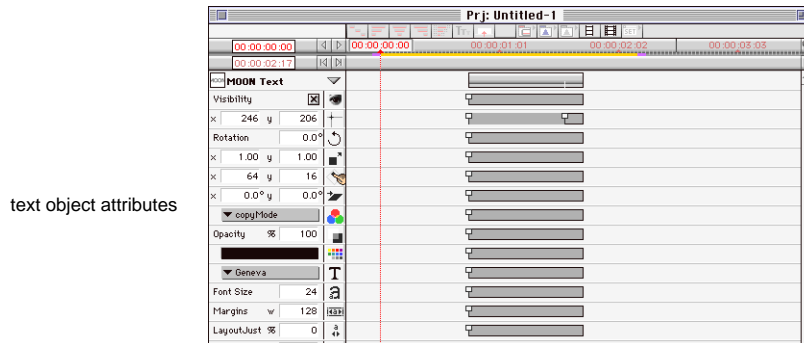 Prj: Untitled-1
00:00:00:00 00:00:00:00 00:00:01:01 00:00:02:02 00:00:03:03
00:00:02:17
MOON MOON Text
Visibility
x 246 y 206
Rotation 0.0°
x 1.00 y 1.00
x 64 y 16
x 0.0° y 0.0°
text object attributes
copyMode
Opacity % 100
Geneva T
Font Size 24 a
Margins w 128
LayoutJust % 0 a